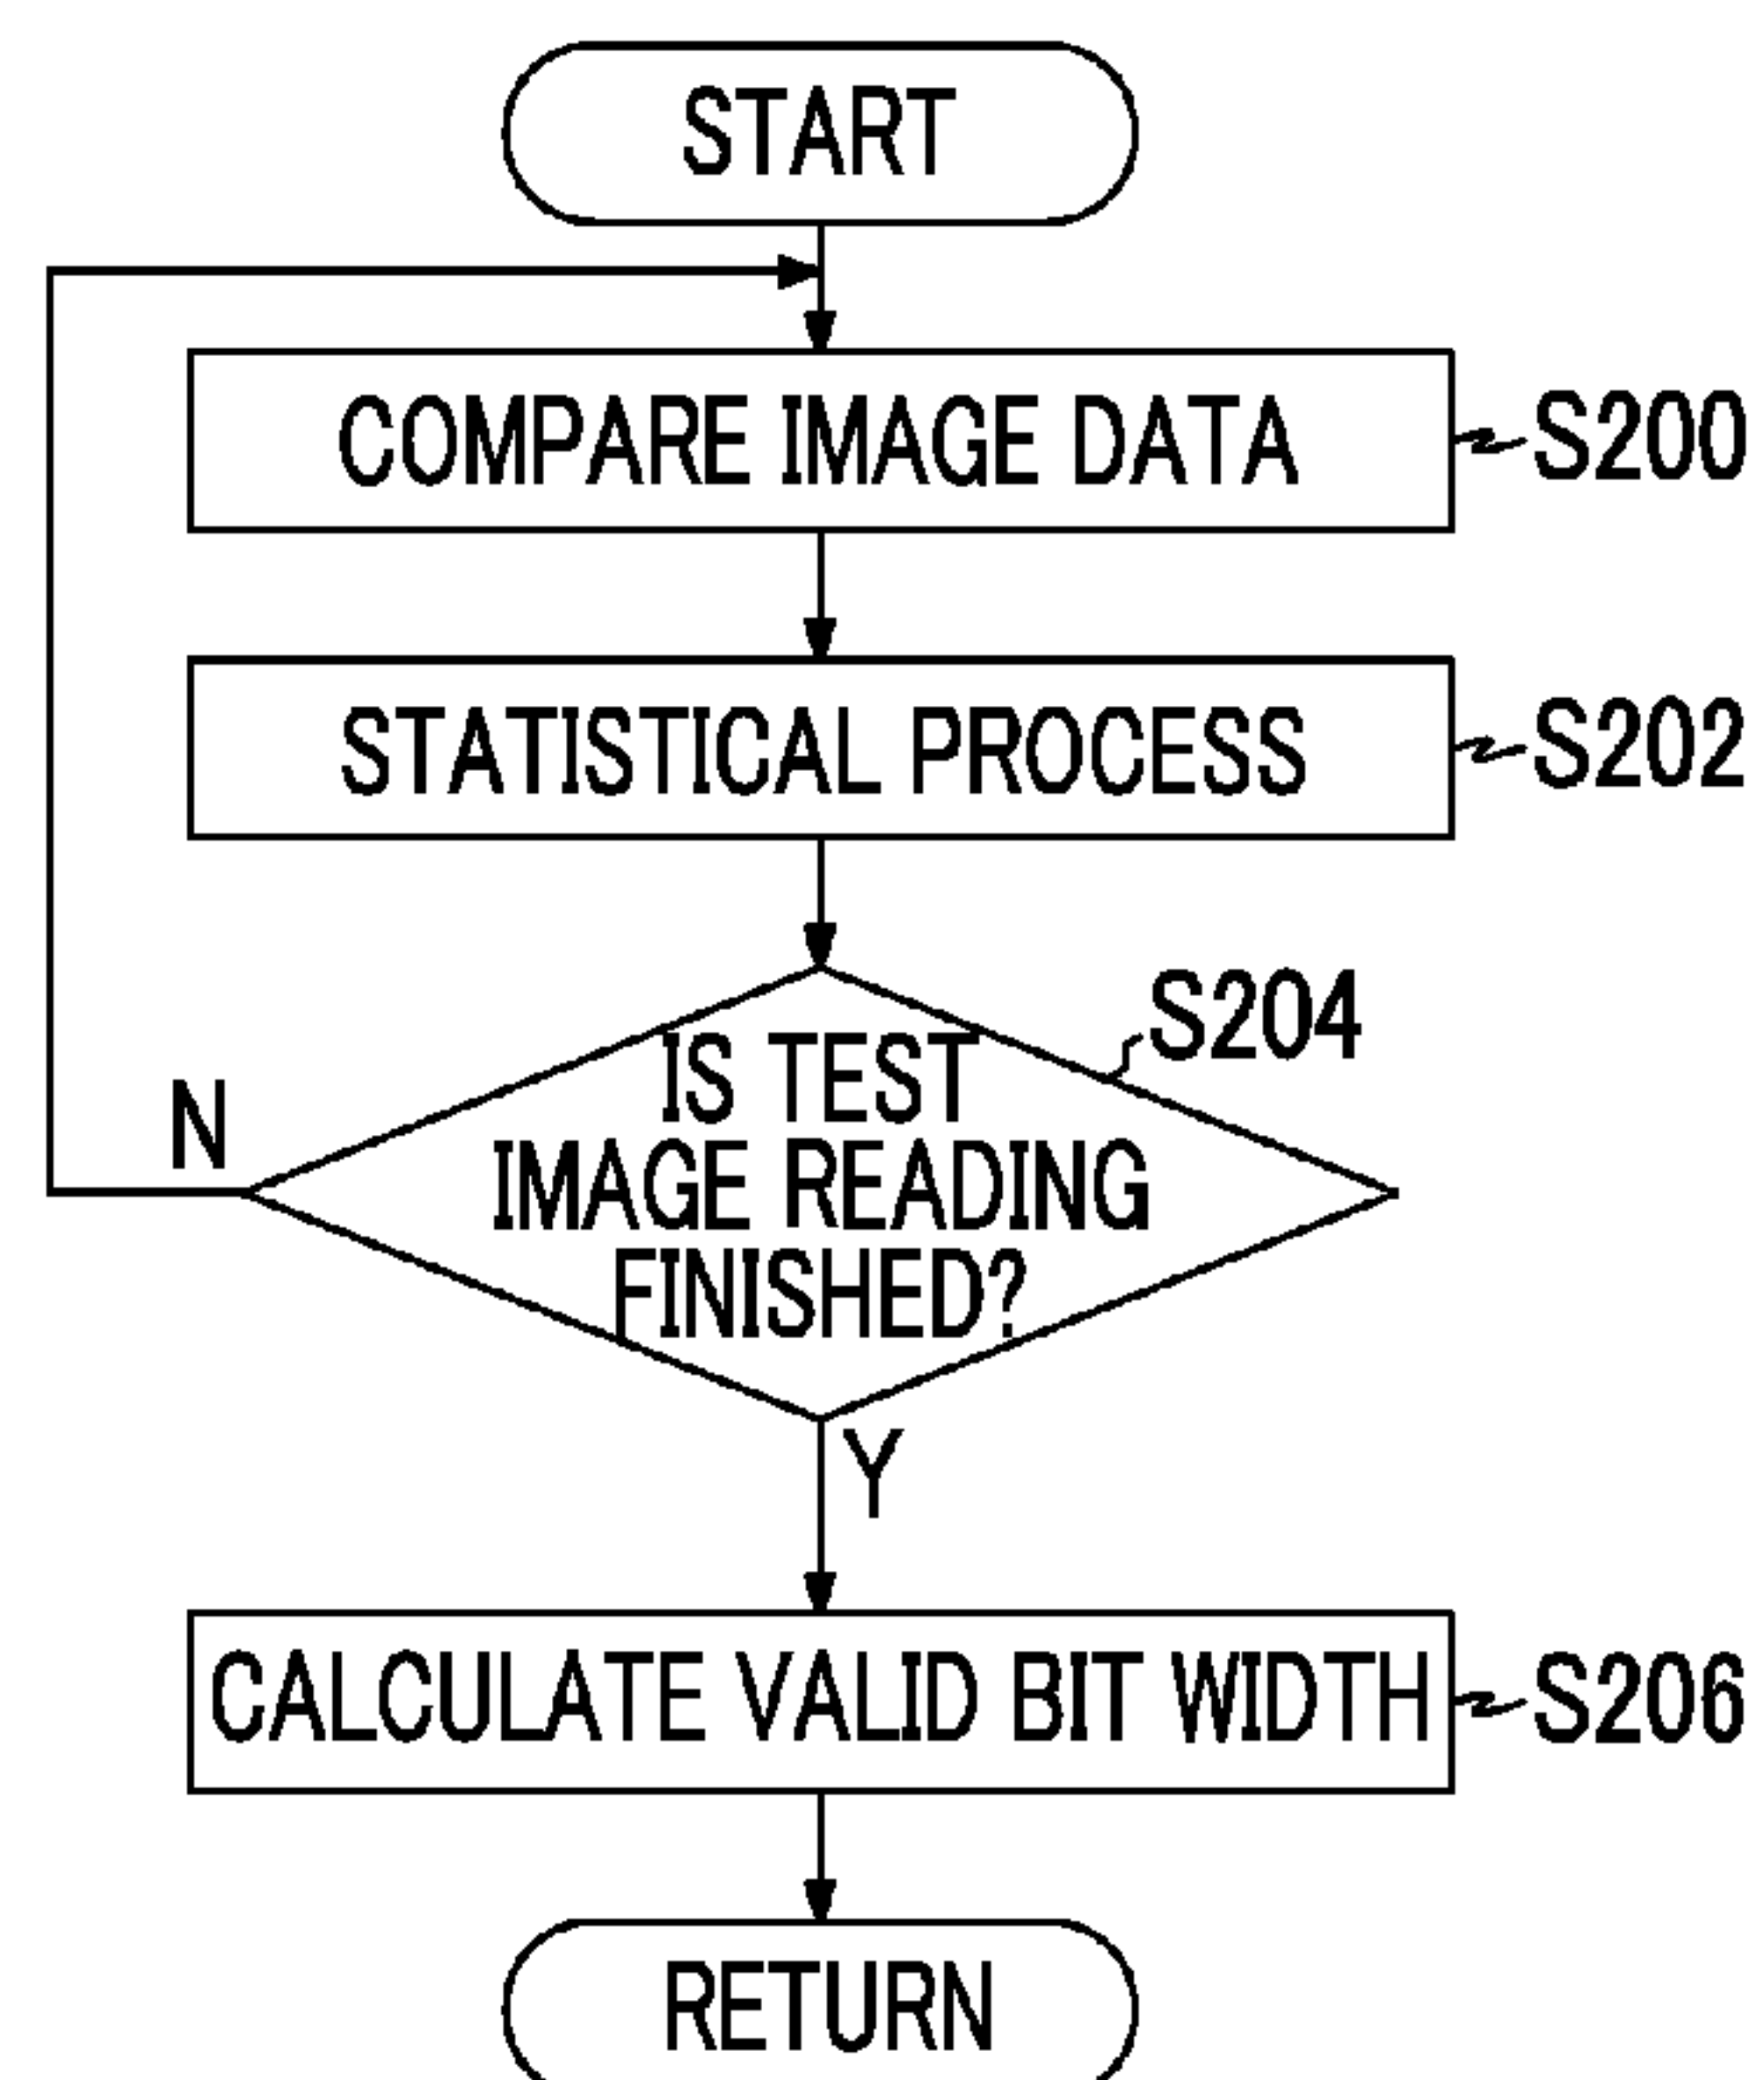 START
COMPARE IMAGE DATA
S200
STATISTICAL PROCESS
S202
S204
IS TEST
IMAGE READING
FINISHED?
N
Y
CALCULATE VALID BIT WIDTH
S206
RETURN